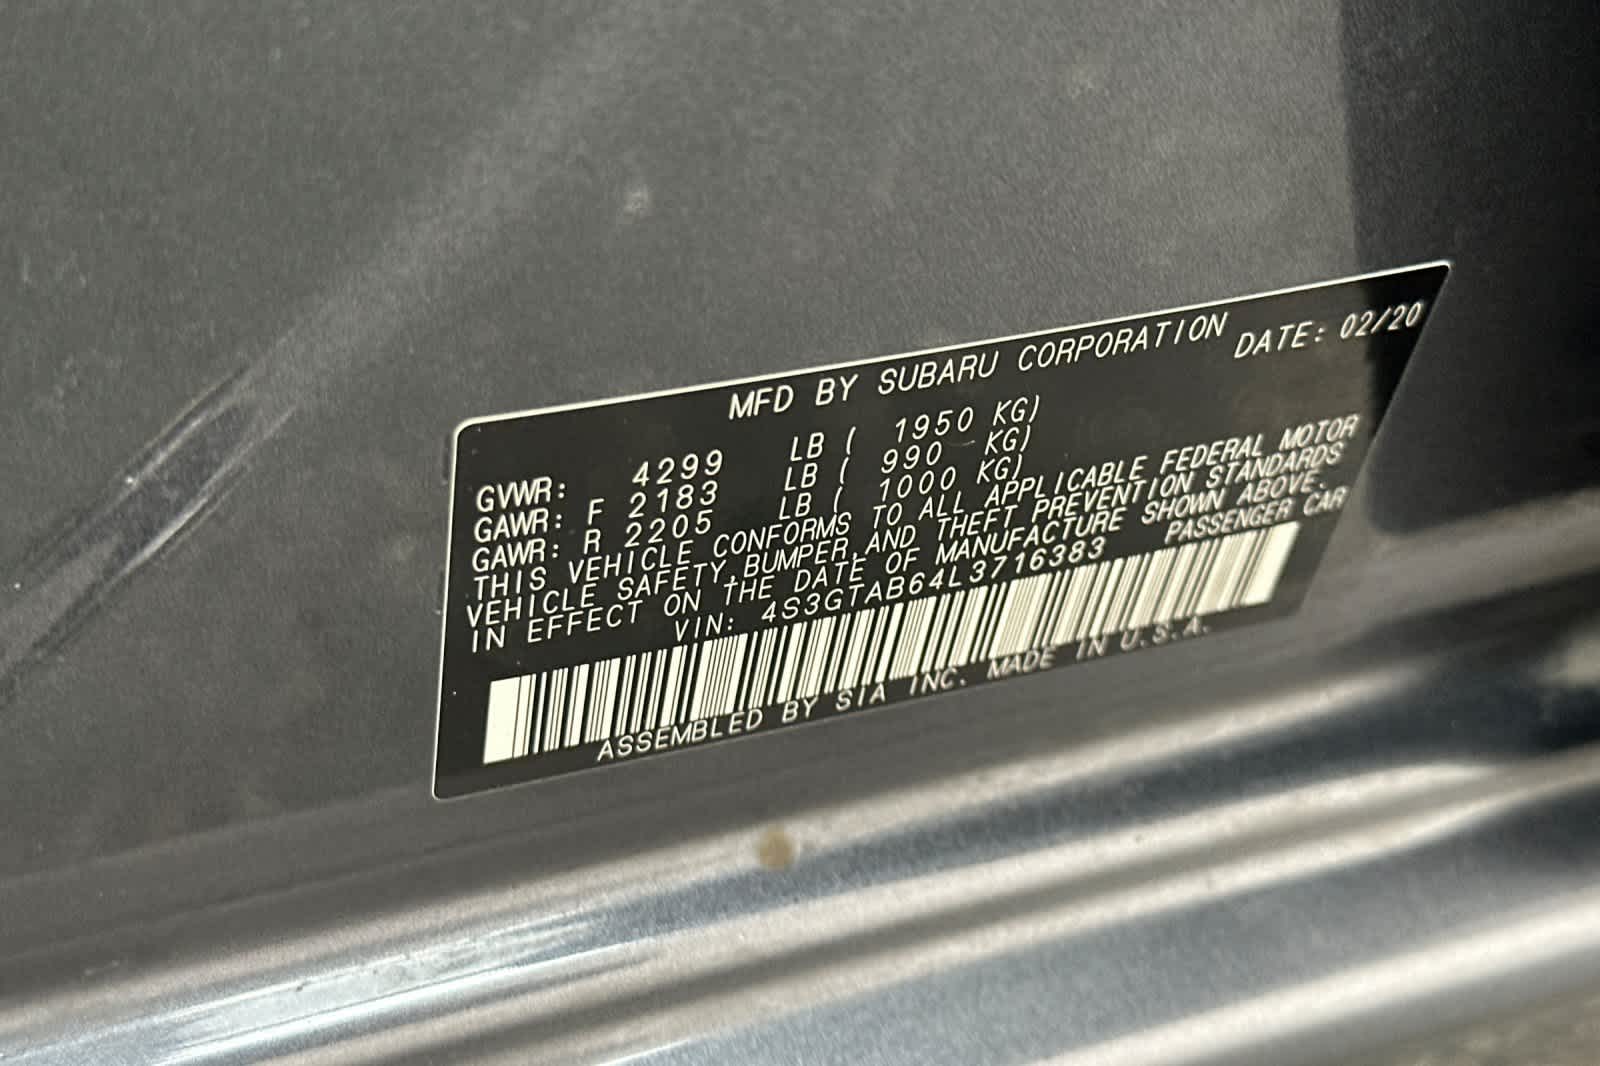 MFD BY SUBARU CORPORATION DATE: 02/20
GVWR: 4299 LB ( 1950 KG)
GAWR: F 2183 LB ( 990 KG)
GAWR: R 2205 LB ( 1000 KG)
THIS VEHICLE CONFORMS TO ALL APPLICABLE FEDERAL MOTOR
VEHICLE SAFETY,BUMPER,AND THEFT PREVENTION STANDARDS
IN EFFECT ON THE DATE OF MANUFACTURE SHOWN ABOVE.
VIN: 4S3GTAB64L3716383 PASSENGER CAR
ASSEMBLED BY SIA INC. MADE IN U.S.A.